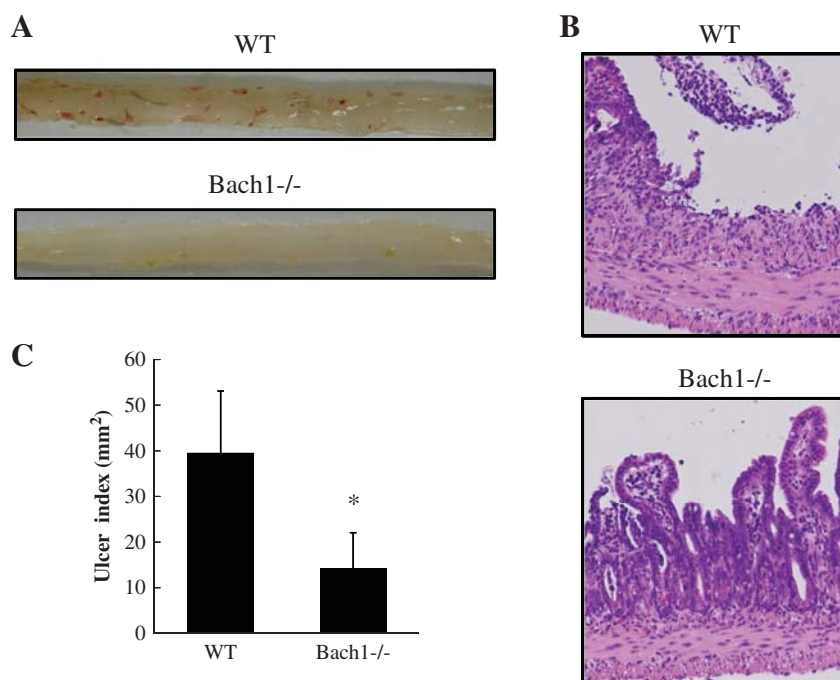 A
WT
Bach1-/-
B
WT
Bach1-/-
C
Ulcer index (mm²)
60
50
40
30
20
10
0
*
WT
Bach1-/-